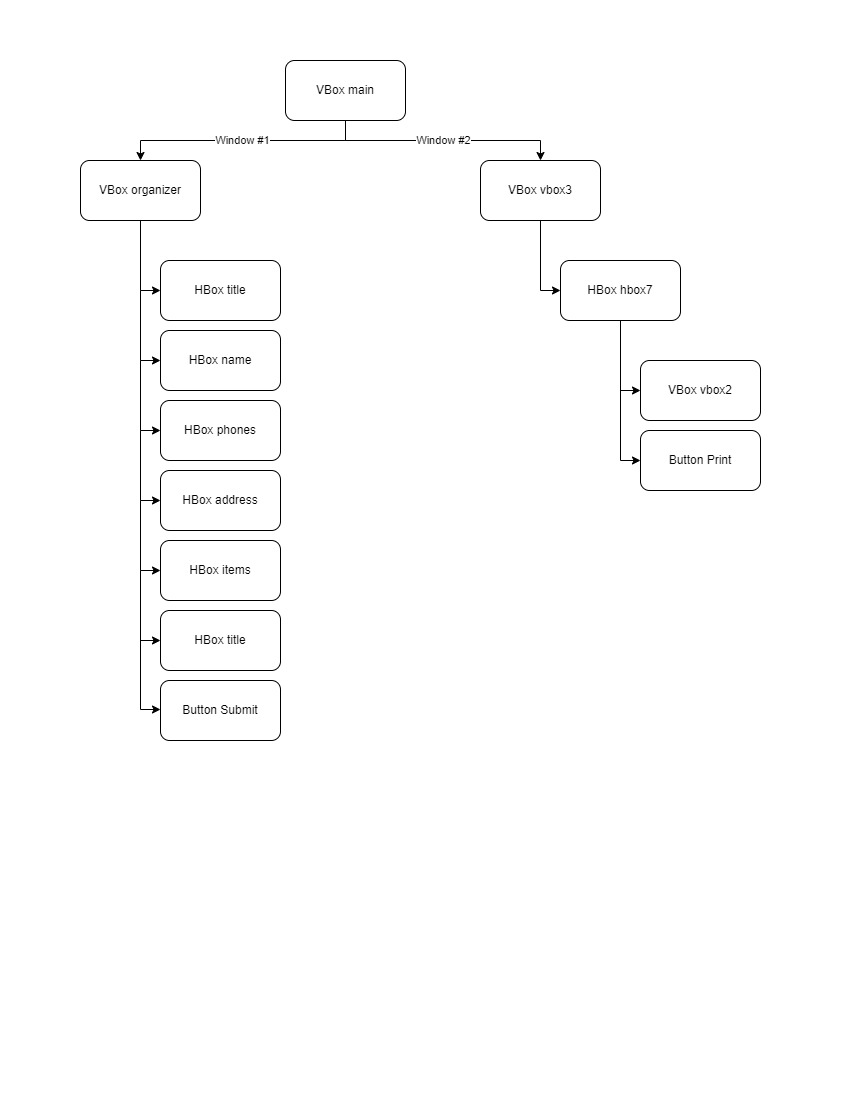 VBox main
Window #1
Window #2
VBox organizer
VBox vbox3
HBox title
HBox hbox7
HBox name
VBox vbox2
HBox phones
Button Print
HBox address
HBox items
HBox title
Button Submit